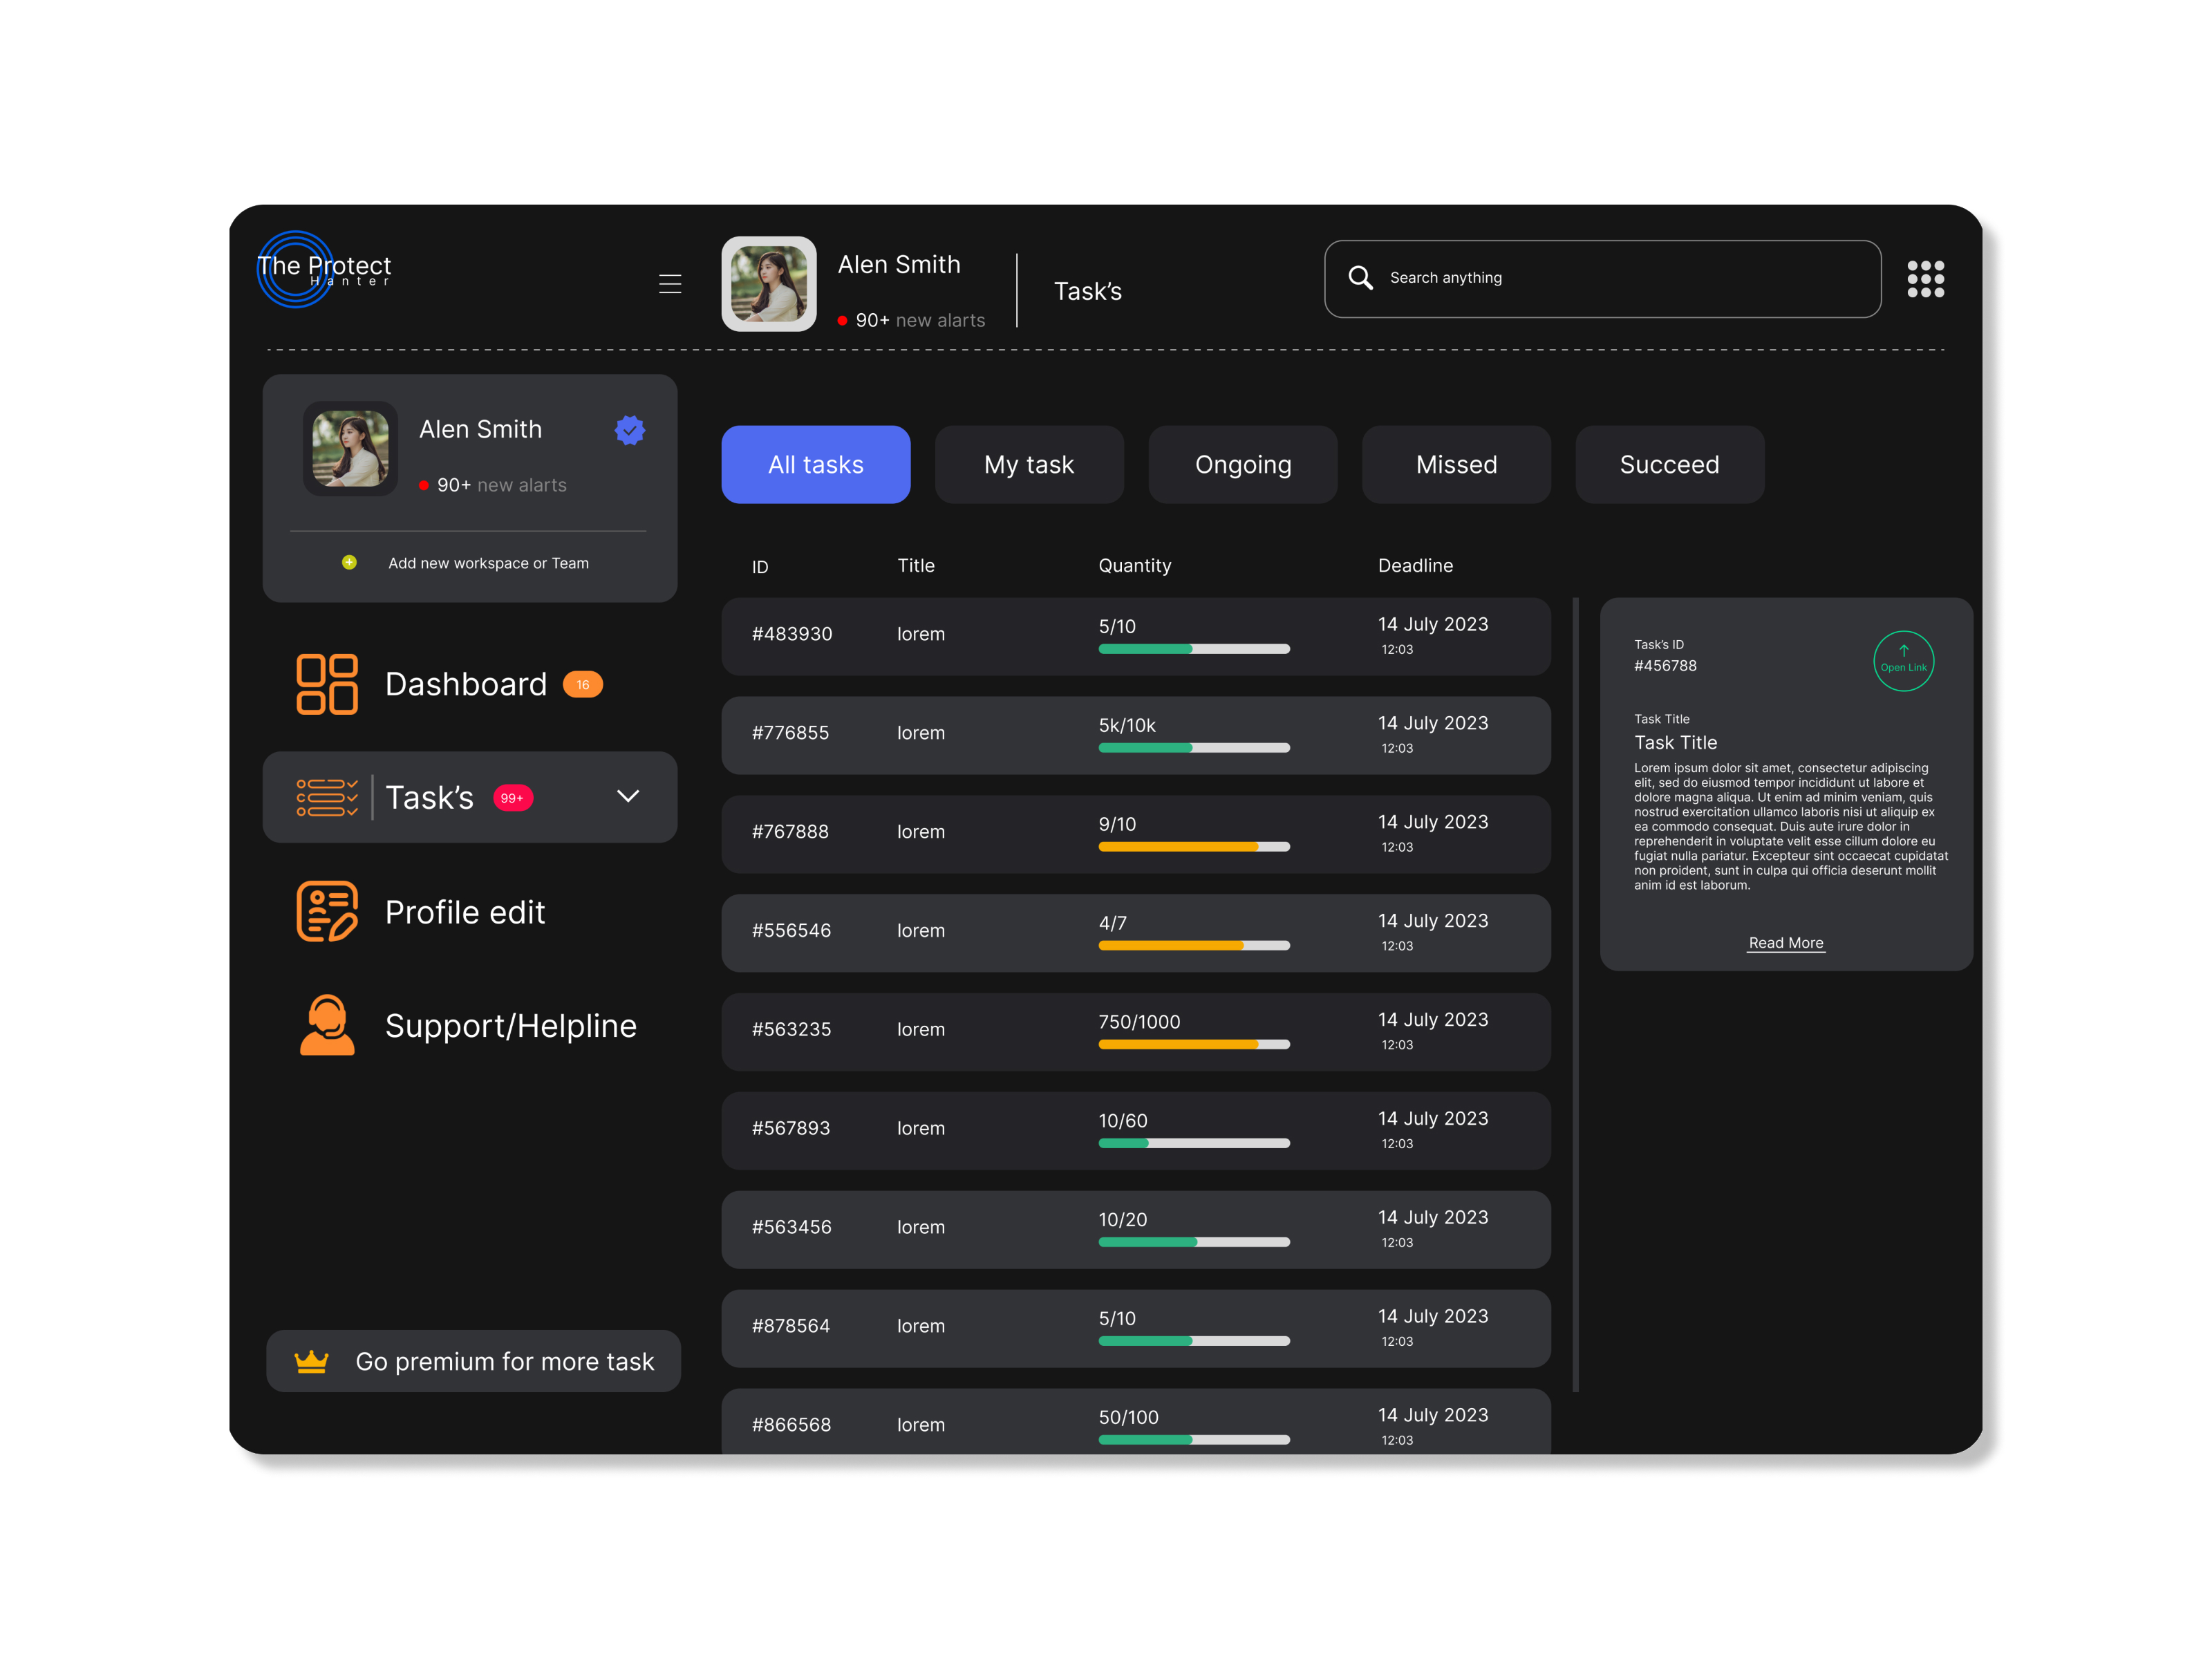 The Protect
Hanter
Alen Smith
90+ new alarts
Task’s
Search anything
Alen Smith
90+ new alarts
Add new workspace or Team
Dashboard 16
Task’s 99+
Profile edit
Support/Helpline
Go premium for more task
All tasks
My task
Ongoing
Missed
Succeed
ID Title Quantity Deadline
#483930 lorem 5/10 14 July 2023
12:03
#776855 lorem 5k/10k 14 July 2023
12:03
#767888 lorem 9/10 14 July 2023
12:03
#556546 lorem 4/7 14 July 2023
12:03
#563235 lorem 750/1000 14 July 2023
12:03
#567893 lorem 10/60 14 July 2023
12:03
#563456 lorem 10/20 14 July 2023
12:03
#878564 lorem 5/10 14 July 2023
12:03
#866568 lorem 50/100 14 July 2023
12:03
Task’s ID
#456788
Open Link
Task Title
Task Title
Lorem ipsum dolor sit amet, consectetur adipiscing
elit, sed do eiusmod tempor incididunt ut labore et
dolore magna aliqua. Ut enim ad minim veniam, quis
nostrud exercitation ullamco laboris nisi ut aliquip ex
ea commodo consequat. Duis aute irure dolor in
reprehenderit in voluptate velit esse cillum dolore eu
fugiat nulla pariatur. Excepteur sint occaecat cupidatat
non proident, sunt in culpa qui officia deserunt mollit
anim id est laborum.
Read More